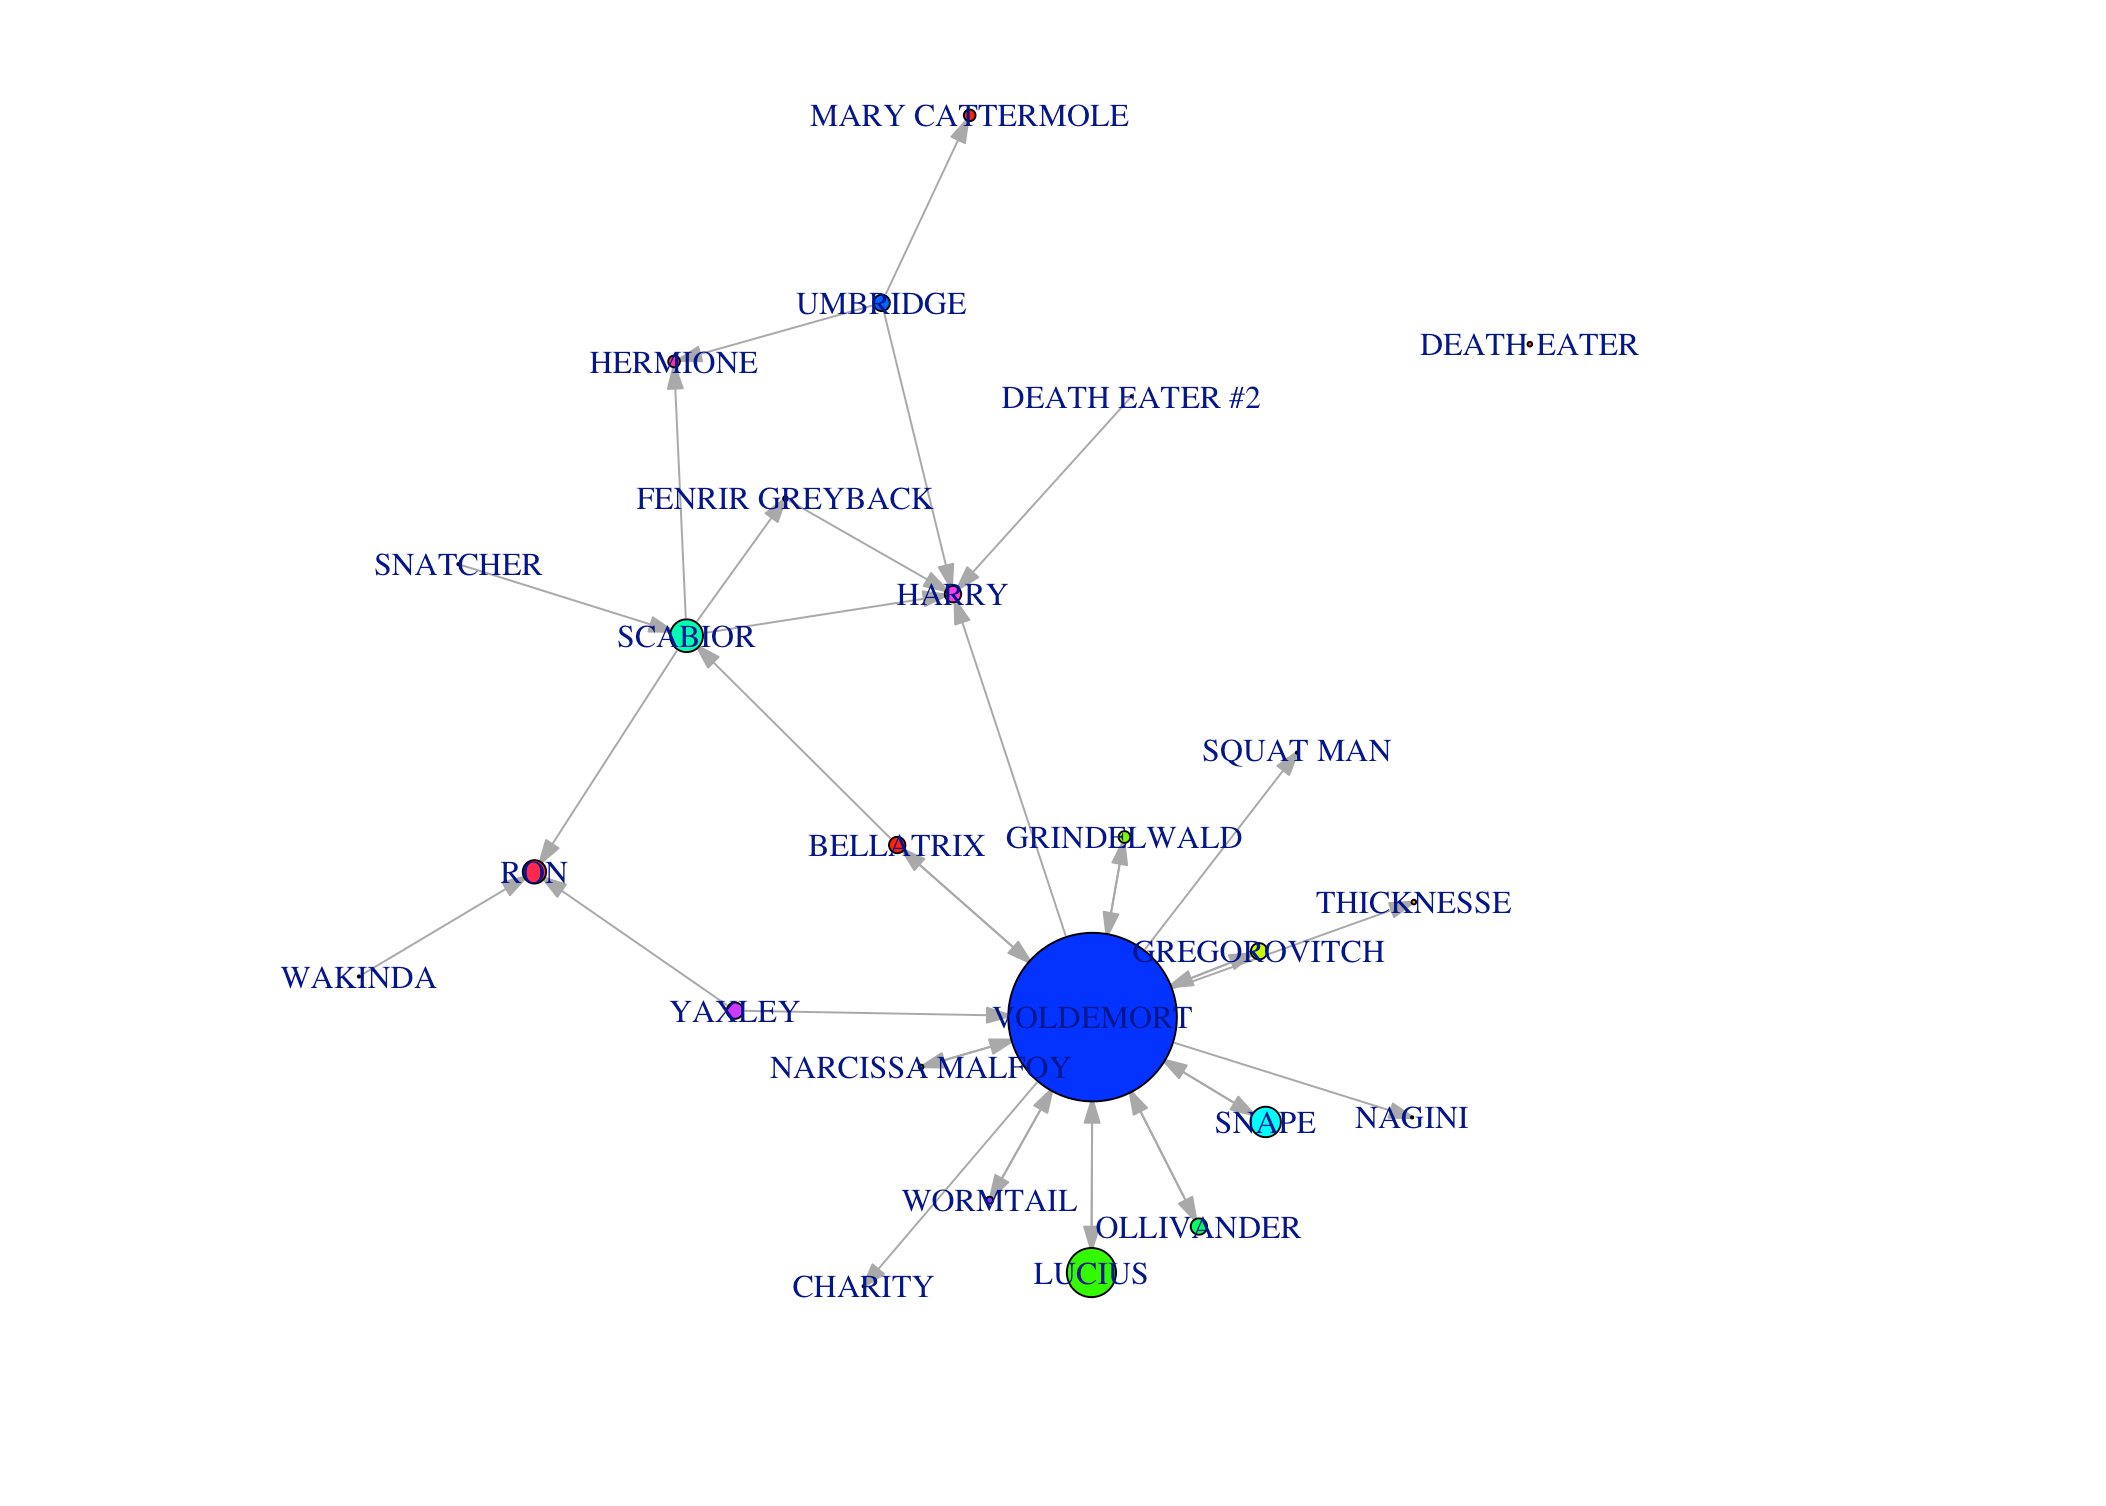 MARY CATTERMOLE
UMBRIDGE
DEATH EATER
HERMIONE
DEATH EATER #2
FENRIR GREYBACK
SNATCHER
HARRY
SCABIOR
SQUAT MAN
GRINDELWALD
BELLATRIX
RON
THICKNESSE
GREGOROVITCH
WAKINDA
YAXLEY
VOLDEMORT
NARCISSA MALFOY
NAGINI
SNAPE
WORMTAIL
OLLIVANDER
LUCIUS
CHARITY